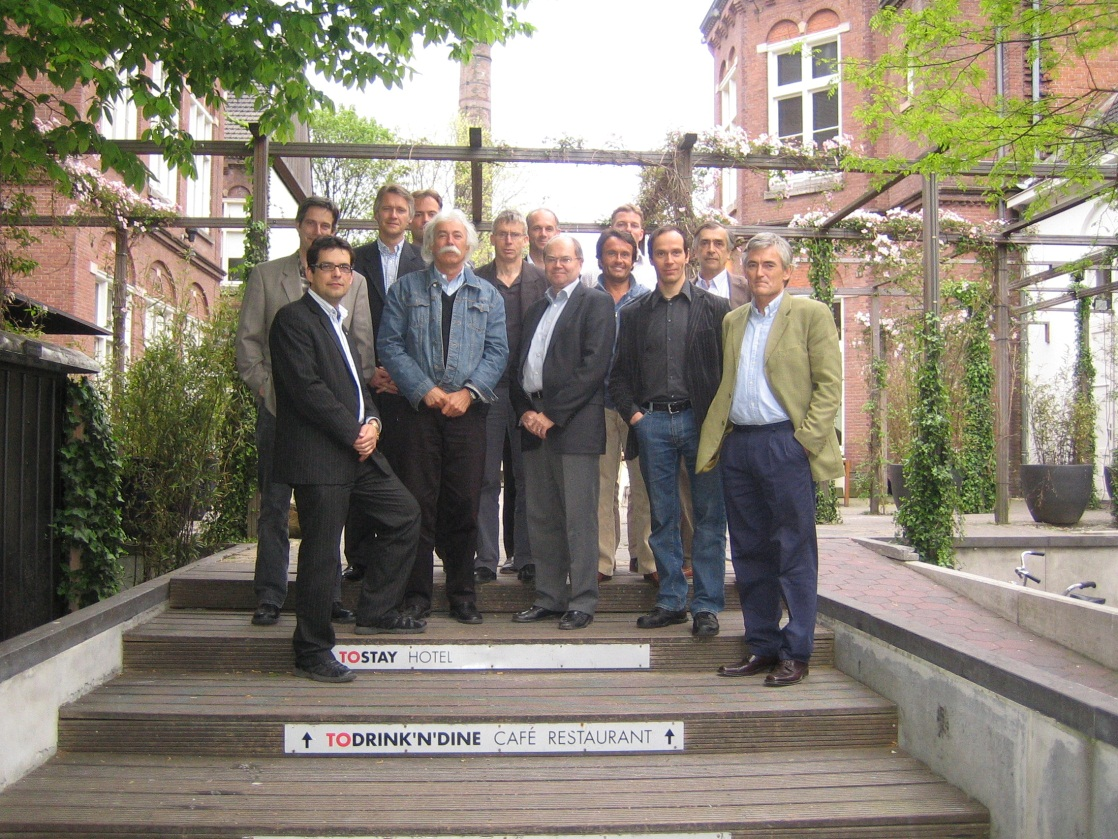 TOSTAY HOTEL
↑ TODRINK'N'DINE CAFÉ RESTAURANT ↑